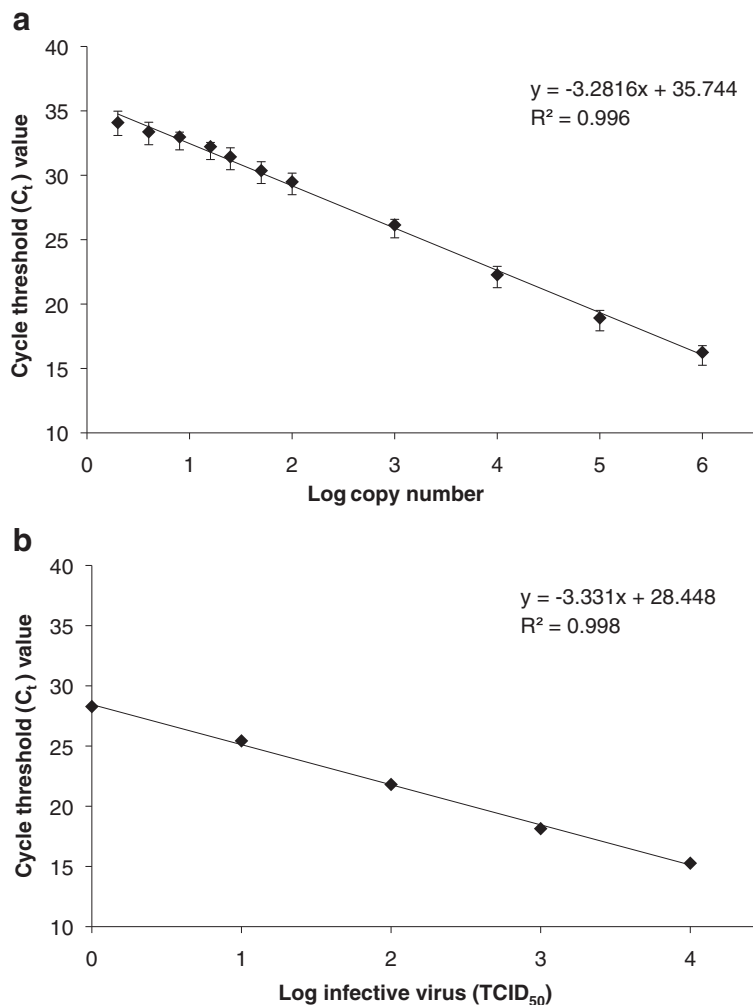 a
40
35
30
25
20
15
10
Cycle threshold (Cₜ) value
y = -3.2816x + 35.744
R² = 0.996
0 1 2 3 4 5 6
Log copy number
b
40
35
30
25
20
15
10
Cycle threshold (Cₜ) value
y = -3.331x + 28.448
R² = 0.998
0 1 2 3 4
Log infective virus (TCID₅₀)